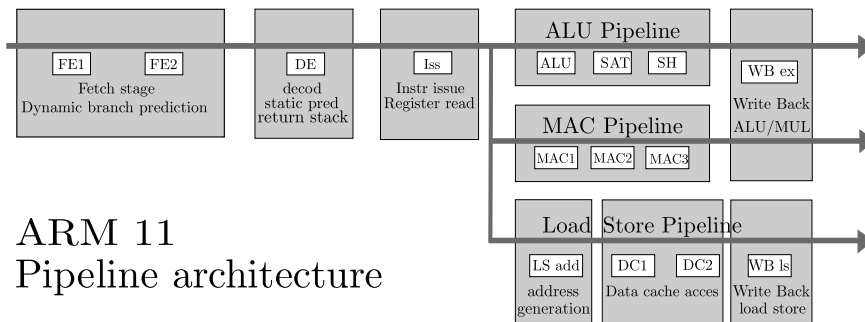 FE1 FE2
Fetch stage
Dynamic branch prediction
DE
decod
static pred
return stack
Iss
Instr issue
Register read
ALU Pipeline
ALU SAT SH
MAC Pipeline
MAC1 MAC2 MAC3
WB ex
Write Back
ALU/MUL
Load Store Pipeline
LS add
address
generation
DC1 DC2
Data cache acces
WB ls
Write Back
load store
ARM 11
Pipeline architecture